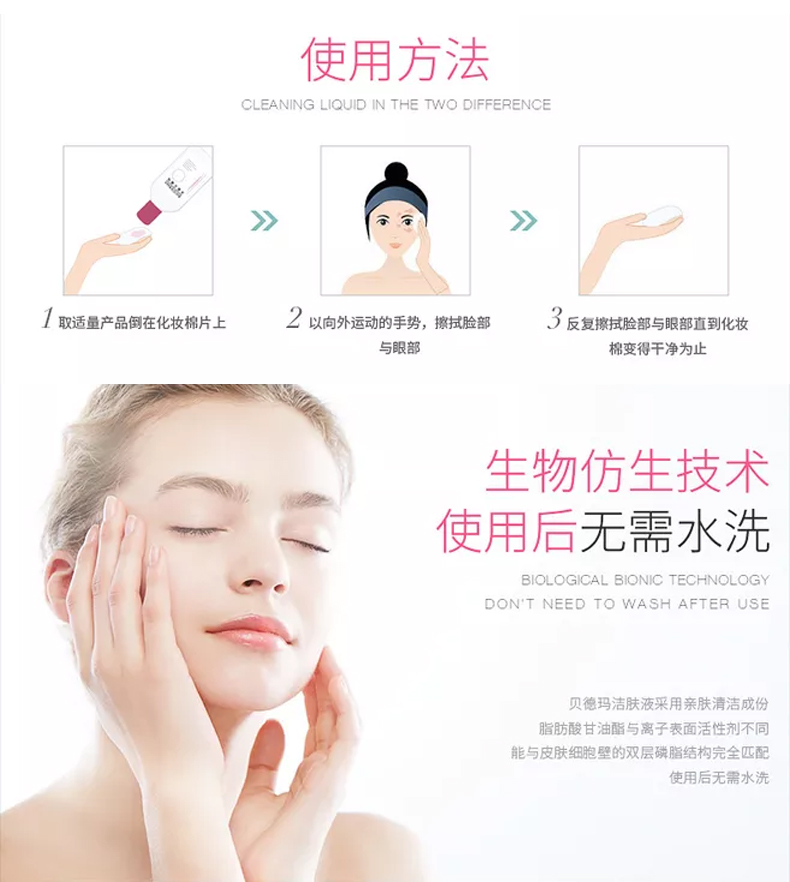 使用方法
CLEANING LIQUID IN THE TWO DIFFERENCE
1 取适量产品倒在化妆棉片上
2 以向外运动的手势，擦拭脸部
与眼部
3 反复擦拭脸部与眼部直到化妆
棉变得干净为止
生物仿生技术
使用后无需水洗
BIOLOGICAL BIONIC TECHNOLOGY
DON'T NEED TO WASH AFTER USE
贝德玛洁肤液采用亲肤清洁成份
脂肪酸甘油酯与离子表面活性剂不同
能与皮肤细胞壁的双层磷脂结构完全匹配
使用后无需水洗